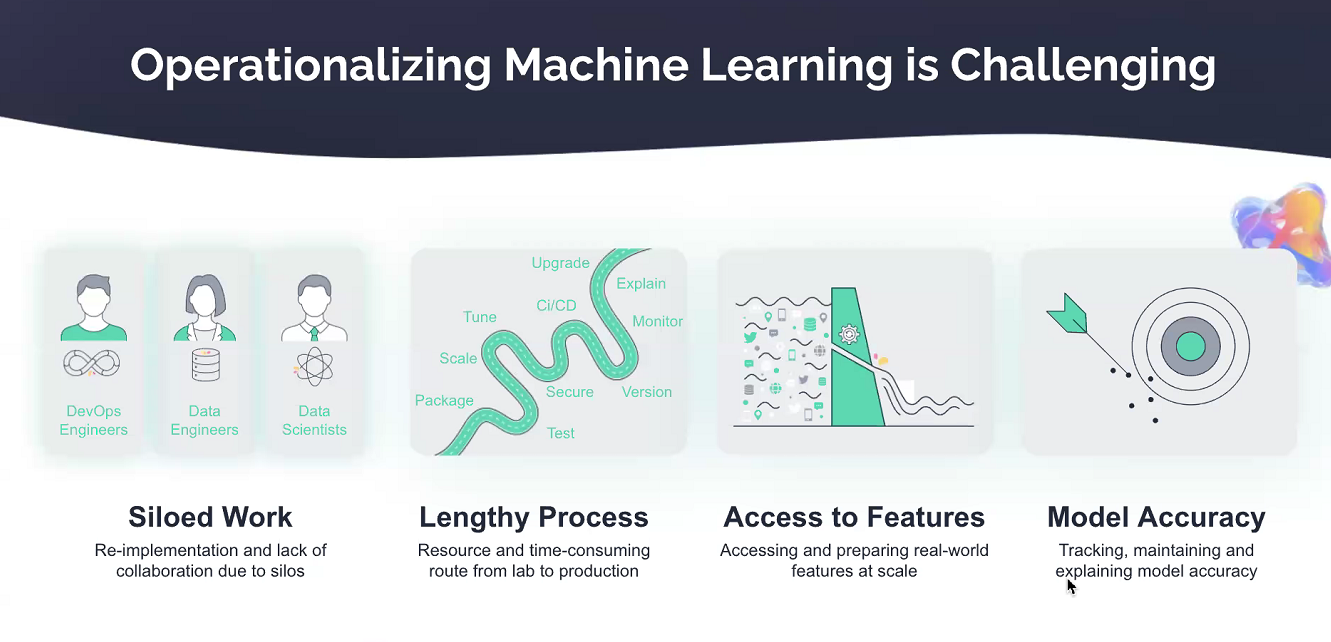 Operationalizing Machine Learning is Challenging
DevOps
Engineers
Data
Engineers
Data
Scientists
Upgrade
Explain
Ci/CD
Tune
Monitor
Scale
Secure
Version
Package
Test
Siloed Work
Re-implementation and lack of
collaboration due to silos
Lengthy Process
Resource and time-consuming
route from lab to production
Access to Features
Accessing and preparing real-world
features at scale
Model Accuracy
Tracking, maintaining and
explaining model accuracy